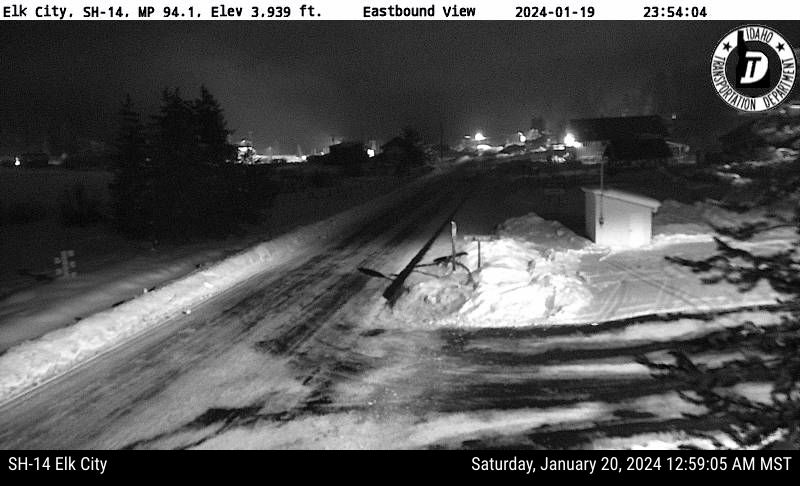 Elk City, SH-14, MP 94.1, Elev 3,939 ft. Eastbound View 2024-01-19 23:54:04
IDAHO
TRANSPORTATION DEPARTMENT
SH-14 Elk City Saturday, January 20, 2024 12:59:05 AM MST